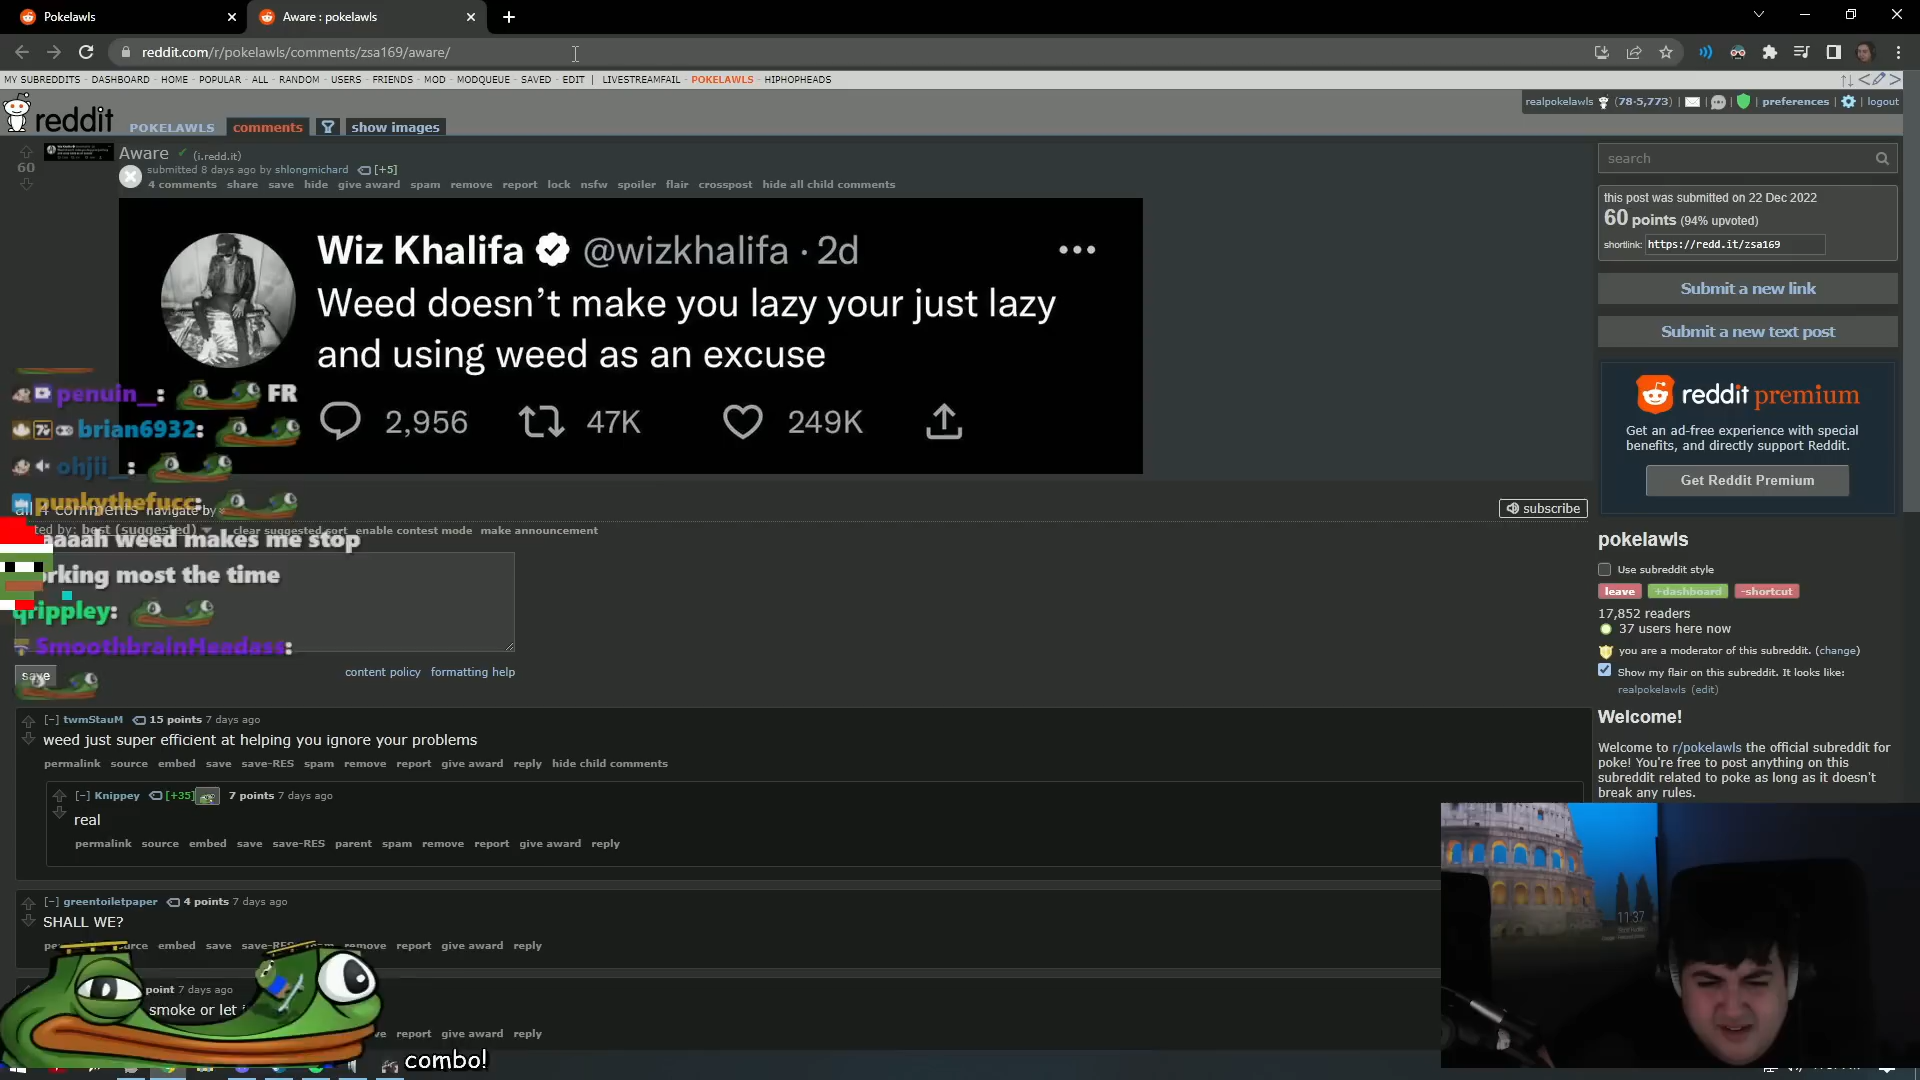 Pokelawls
Aware : pokelawls
reddit.com/r/pokelawls/comments/zsa169/aware/
MY SUBREDDITS - DASHBOARD - HOME - POPULAR - ALL - RANDOM - USERS - FRIENDS - MOD - MODQUEUE - SAVED - EDIT | LIVESTREAMFAIL - POKELAWLS - HIPHOPHEADS
realpokelawls (78·5,773) | | preferences | logout
reddit POKELAWLS comments show images
Aware (i.redd.it)
60
submitted 8 days ago by shlongmichard [+5]
4 comments share save hide give award spam remove report lock nsfw spoiler flair crosspost hide all child comments
Wiz Khalifa @wizkhalifa · 2d
Weed doesn't make you lazy your just lazy
and using weed as an excuse
2,956 47K 249K
search
this post was submitted on 22 Dec 2022
60 points (94% upvoted)
shortlink: https://redd.it/zsa169
Submit a new link
Submit a new text post
reddit premium
Get an ad-free experience with special
benefits, and directly support Reddit.
Get Reddit Premium
penuin__: FR
brian6932:
ohjii__:
punkythefucc:
all 4 comments navigate by
subscribe
best (suggested) clear suggested sort enable contest mode make announcement
weed makes me stop
most the time
qrippley:
SmoothbrainHeadass:
save
content policy formatting help
[–] twmStauM 15 points 7 days ago
weed just super efficient at helping you ignore your problems
permalink source embed save save-RES spam remove report give award reply hide child comments
[–] Knippey [+35] 7 points 7 days ago
real
permalink source embed save save-RES parent spam remove report give award reply
[–] greentoiletpaper 4 points 7 days ago
SHALL WE?
embed save save-RES remove report give award reply
point 7 days ago
smoke or let
report give award reply
combo!
pokelawls
Use subreddit style
leave +dashboard -shortcut
17,852 readers
37 users here now
you are a moderator of this subreddit. (change)
Show my flair on this subreddit. It looks like:
realpokelawls (edit)
Welcome!
Welcome to r/pokelawls the official subreddit for
poke! You're free to post anything on this
subreddit related to poke as long as it doesn't
break any rules.
11:37